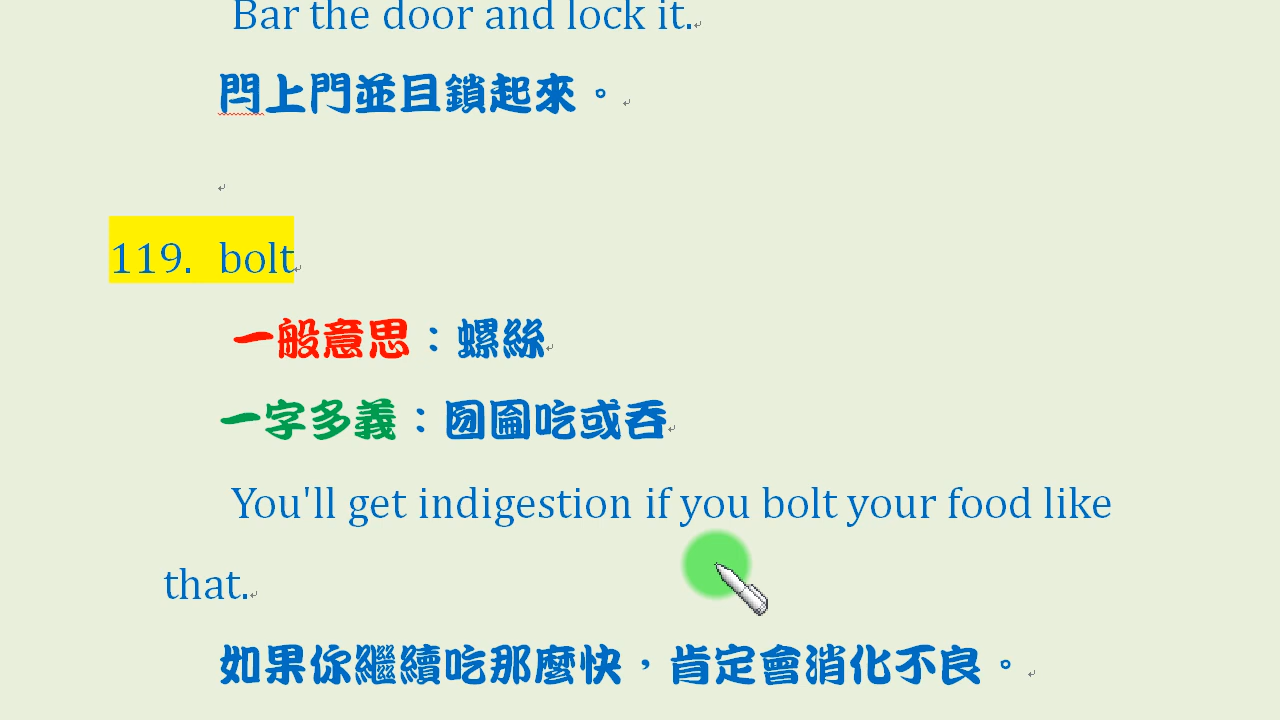 Bar the door and lock it.
閂上門並且鎖起來。
119. bolt
一般意思：螺絲
一字多義：囫圇吃或吞
You'll get indigestion if you bolt your food like
that.
如果你繼續吃那麼快，肯定會消化不良。